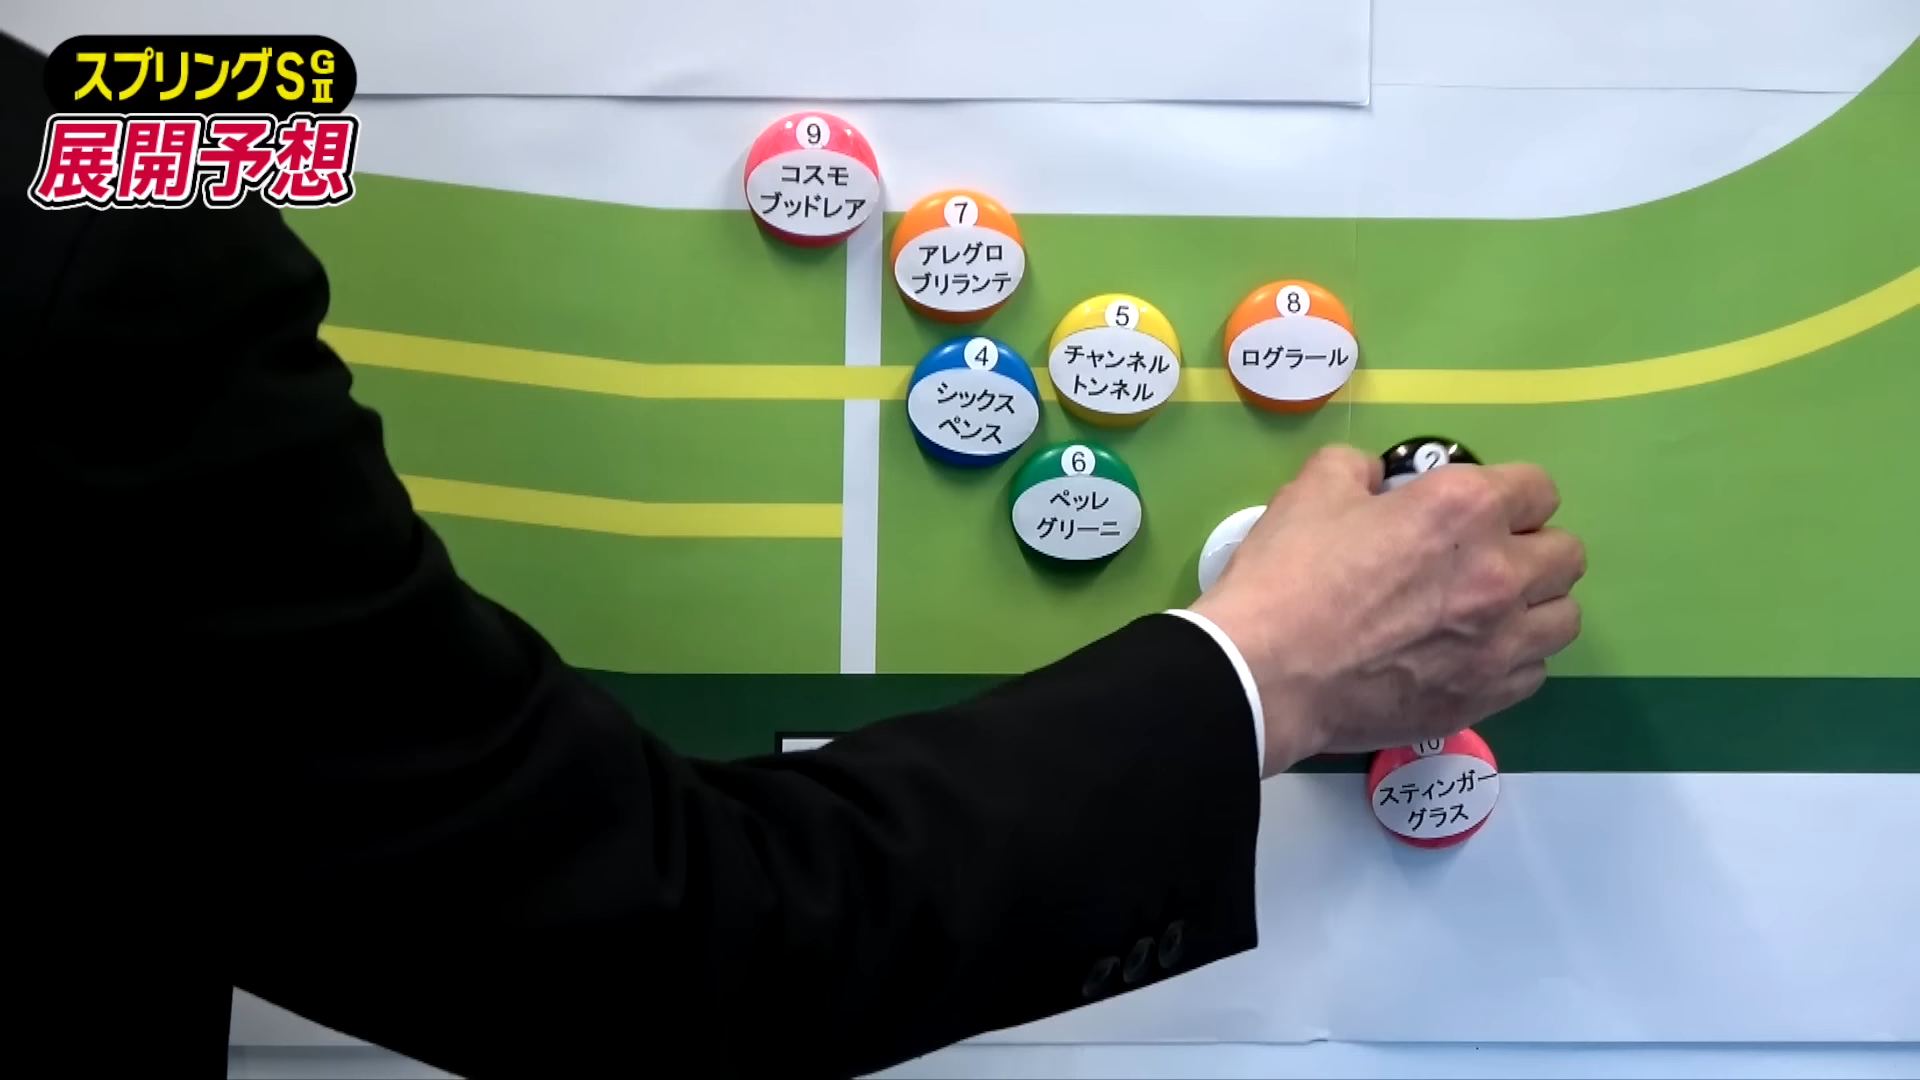 スプリングS GⅡ
展開予想
9
コスモ
ブッドレア
7
アレグロ
ブリランテ
5
チャンネル
トンネル
8
ログラール
4
シックス
ペンス
6
ペッレ
グリーニ
2
10
スティンガー
グラス